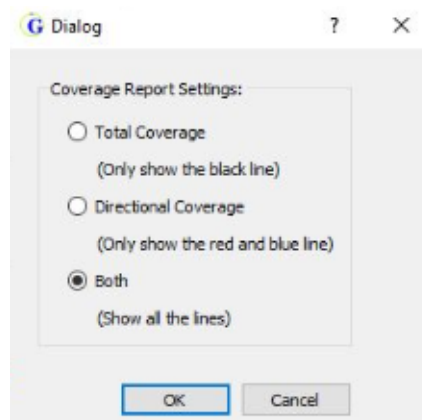 G Dialog ? ×
Coverage Report Settings:
Total Coverage
(Only show the black line)
Directional Coverage
(Only show the red and blue line)
Both
(Show all the lines)
OK Cancel